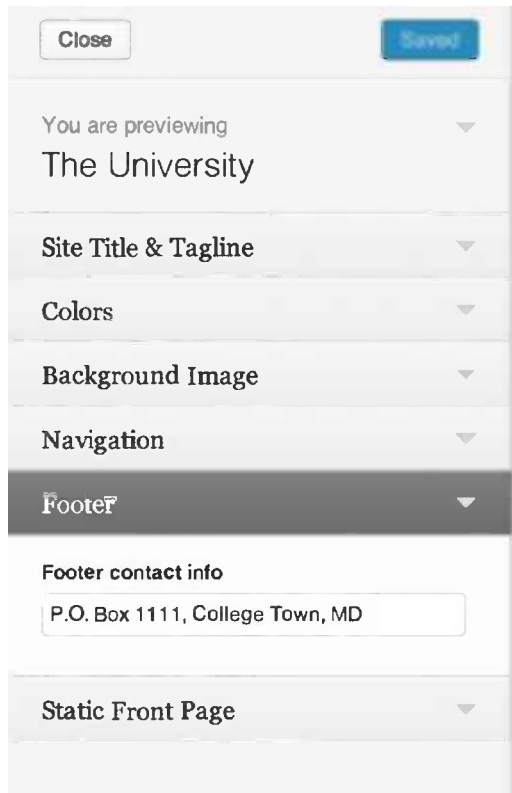 Close
Saved
You are previewing
The University
Site Title & Tagline
Colors
Background Image
Navigation
Footer
Footer contact info
P.O. Box 1111, College Town, MD
Static Front Page